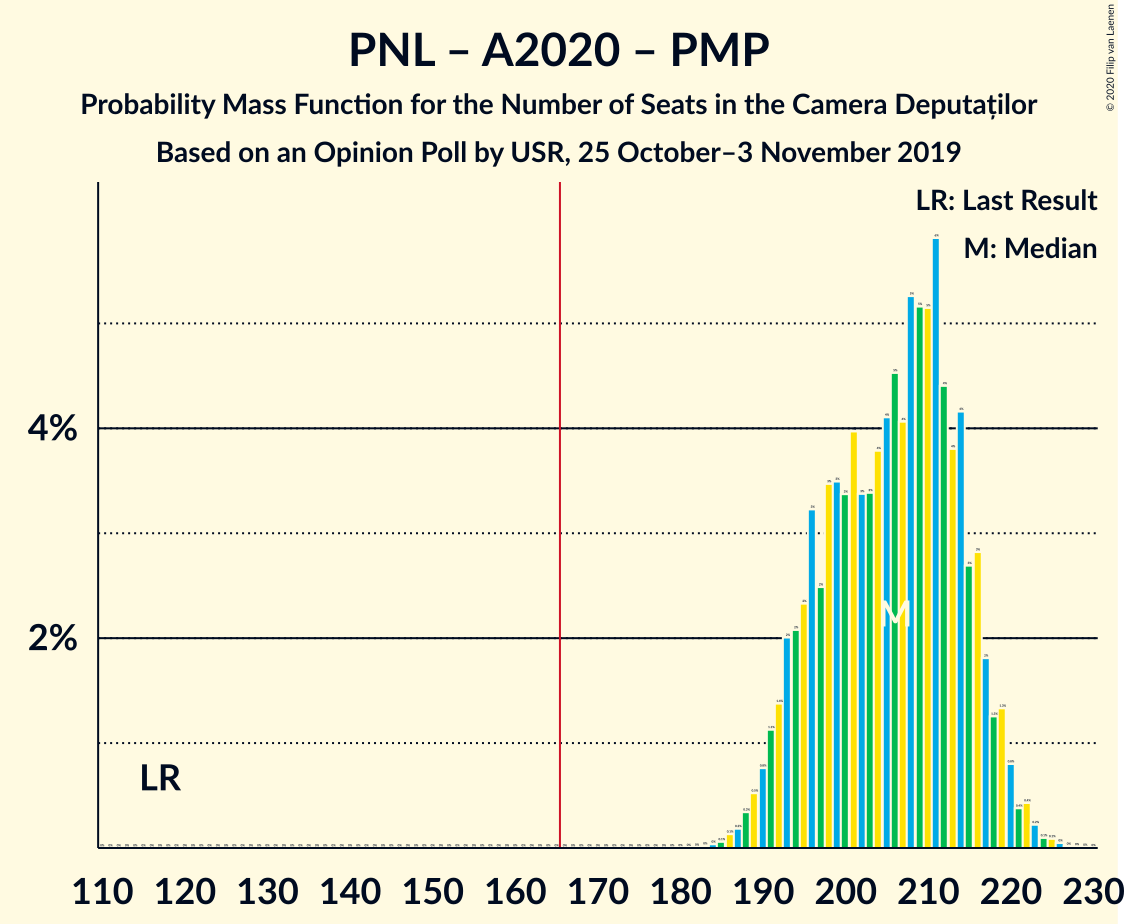 PNL – A2020 – PMP
Probability Mass Function for the Number of Seats in the Camera Deputaților
Based on an Opinion Poll by USR, 25 October–3 November 2019
© 2020 Filip van Laenen
LR: Last Result
M: Median
4%
2%
LR
M
110 120 130 140 150 160 170 180 190 200 210 220 230